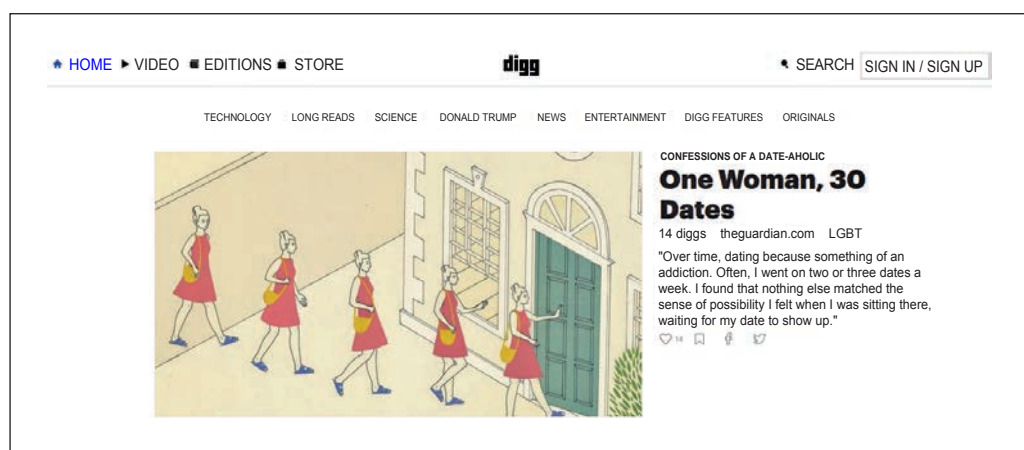 HOME VIDEO EDITIONS STORE digg SEARCH SIGN IN / SIGN UP
TECHNOLOGY LONG READS SCIENCE DONALD TRUMP NEWS ENTERTAINMENT DIGG FEATURES ORIGINALS
CONFESSIONS OF A DATE-AHOLIC
One Woman, 30
Dates
14 diggs theguardian.com LGBT
"Over time, dating because something of an
addiction. Often, I went on two or three dates a
week. I found that nothing else matched the
sense of possibility I felt when I was sitting there,
waiting for my date to show up."
14